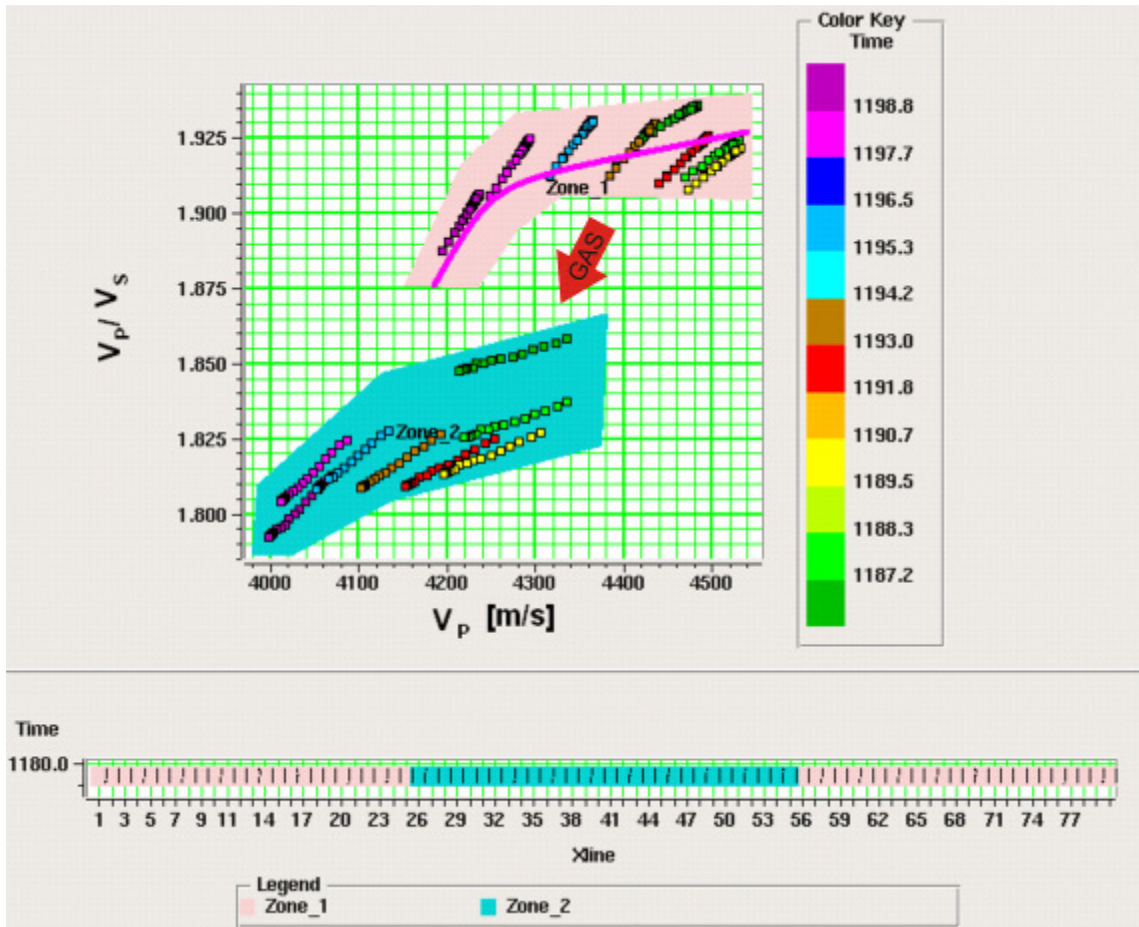 Color Key
Time
1198.8
1197.7
1196.5
1195.3
1194.2
1193.0
1191.8
1190.7
1189.5
1188.3
1187.2
1.925
1.900
1.875
1.850
1.825
1.800
VP/ VS
Zone_1
GAS
Zone_2
4000 4100 4200 4300 4400 4500
VP [m/s]
Time
1180.0
1 3 5 7 9 11 14 17 20 23 26 29 32 35 38 41 44 47 50 53 56 59 62 65 68 71 74 77
Xline
Legend
Zone_1 Zone_2